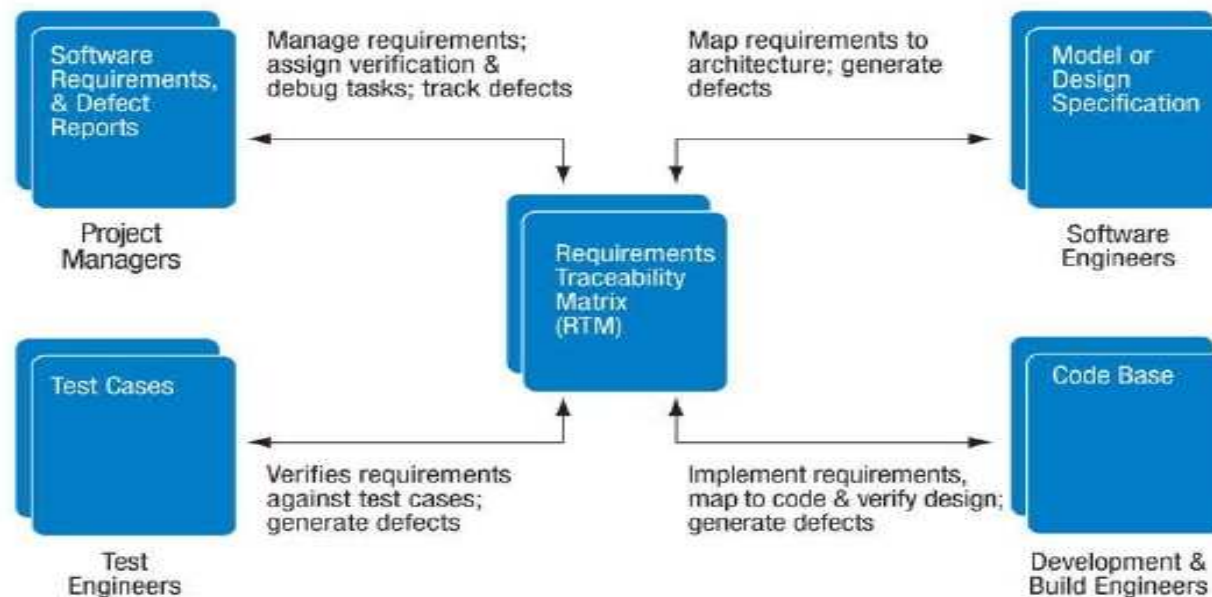 Software
Requirements,
& Defect
Reports
Project
Managers
Manage requirements;
assign verification &
debug tasks; track defects
Map requirements to
architecture; generate
defects
Model or
Design
Specification
Software
Engineers
Requirements
Traceability
Matrix
(RTM)
Test Cases
Test
Engineers
Verifies requirements
against test cases;
generate defects
Implement requirements,
map to code & verify design;
generate defects
Code Base
Development &
Build Engineers